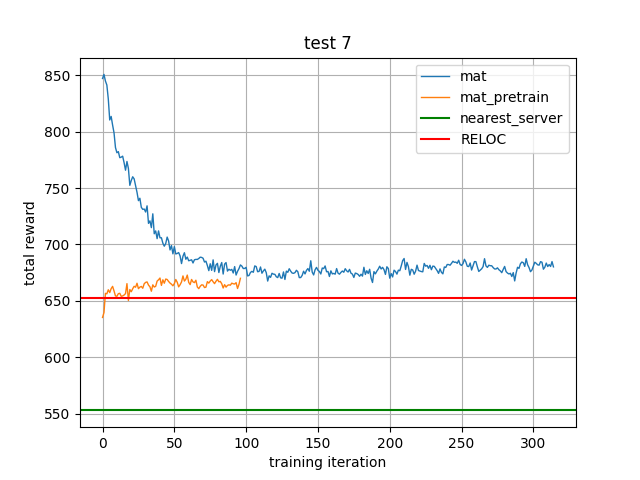 test 7
850
800
750
700
650
600
550
total reward
mat
mat_pretrain
nearest_server
RELOC
0
50
100
150
200
250
300
training iteration